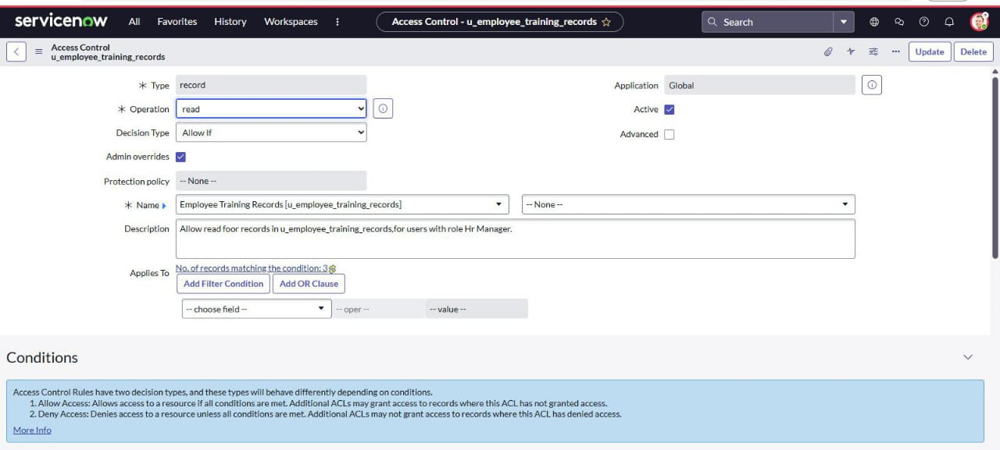 servicenow All Favorites History Workspaces Access Control - u_employee_training_records Search
Access Control
u_employee_training_records
Update Delete
Type record Application Global
Operation read Active
Decision Type Allow If Advanced
Admin overrides
Protection policy -- None --
Name Employee Training Records [u_employee_training_records] -- None --
Description Allow read foor records in u_employee_training_records,for users with role Hr Manager.
Applies To No. of records matching the condition: 3
Add Filter Condition Add OR Clause
-- choose field -- -- oper -- -- value --
Conditions
Access Control Rules have two decision types, and these types will behave differently depending on conditions.
1. Allow Access: Allows access to a resource if all conditions are met. Additional ACLs may grant access to records where this ACL has not granted access.
2. Deny Access: Denies access to a resource unless all conditions are met. Additional ACLs may not grant access to records where this ACL has denied access.
More Info